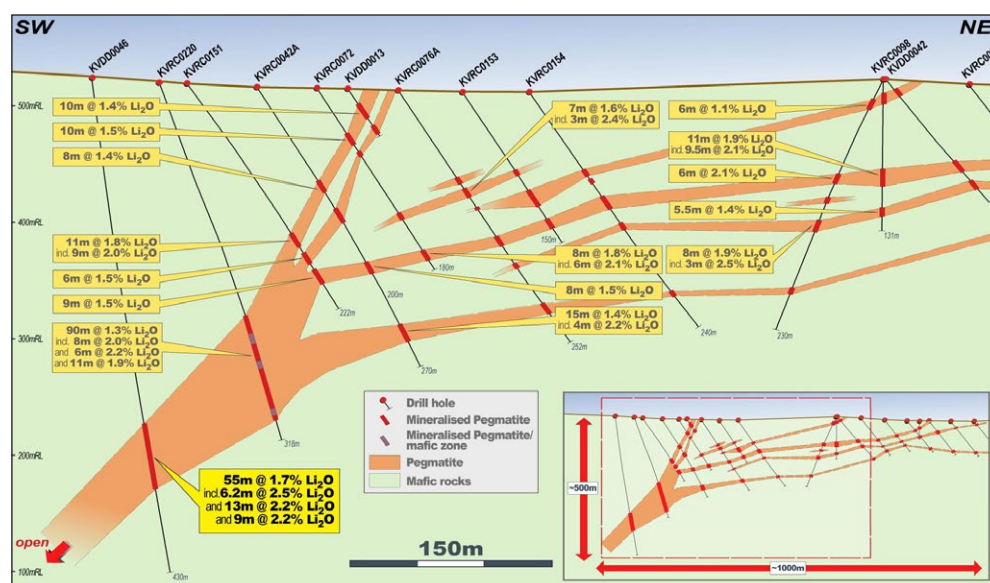 SW
NE
KVDD0046
KVRC0220
KVRC0151
KVRC0042A
KVRC0072
KVDD0013
KVRC0076A
KVRC0153
KVRC0154
KVRC0098
KVDD0042
KVRC00
500mRL
400mRL
300mRL
200mRL
100mRL
10m @ 1.4% Li2O
10m @ 1.5% Li2O
8m @ 1.4% Li2O
11m @ 1.8% Li2O
incl. 9m @ 2.0% Li2O
6m @ 1.5% Li2O
9m @ 1.5% Li2O
90m @ 1.3% Li2O
incl. 8m @ 2.0% Li2O
and 6m @ 2.2% Li2O
and 11m @ 1.9% Li2O
55m @ 1.7% Li2O
incl.6.2m @ 2.5% Li2O
and 13m @ 2.2% Li2O
and 9m @ 2.2% Li2O
7m @ 1.6% Li2O
incl. 3m @ 2.4% Li2O
8m @ 1.8% Li2O
incl. 6m @ 2.1% Li2O
8m @ 1.5% Li2O
15m @ 1.4% Li2O
incl. 4m @ 2.2% Li2O
6m @ 1.1% Li2O
11m @ 1.9% Li2O
incl. 9.5m @ 2.1% Li2O
6m @ 2.1% Li2O
5.5m @ 1.4% Li2O
8m @ 1.9% Li2O
incl. 3m @ 2.5% Li2O
430m
318m
222m
200m
270m
180m
150m
252m
240m
230m
131m
open
150m
Drill hole
Mineralised Pegmatite
Mineralised Pegmatite/
mafic zone
Pegmatite
Mafic rocks
~500m
~1000m